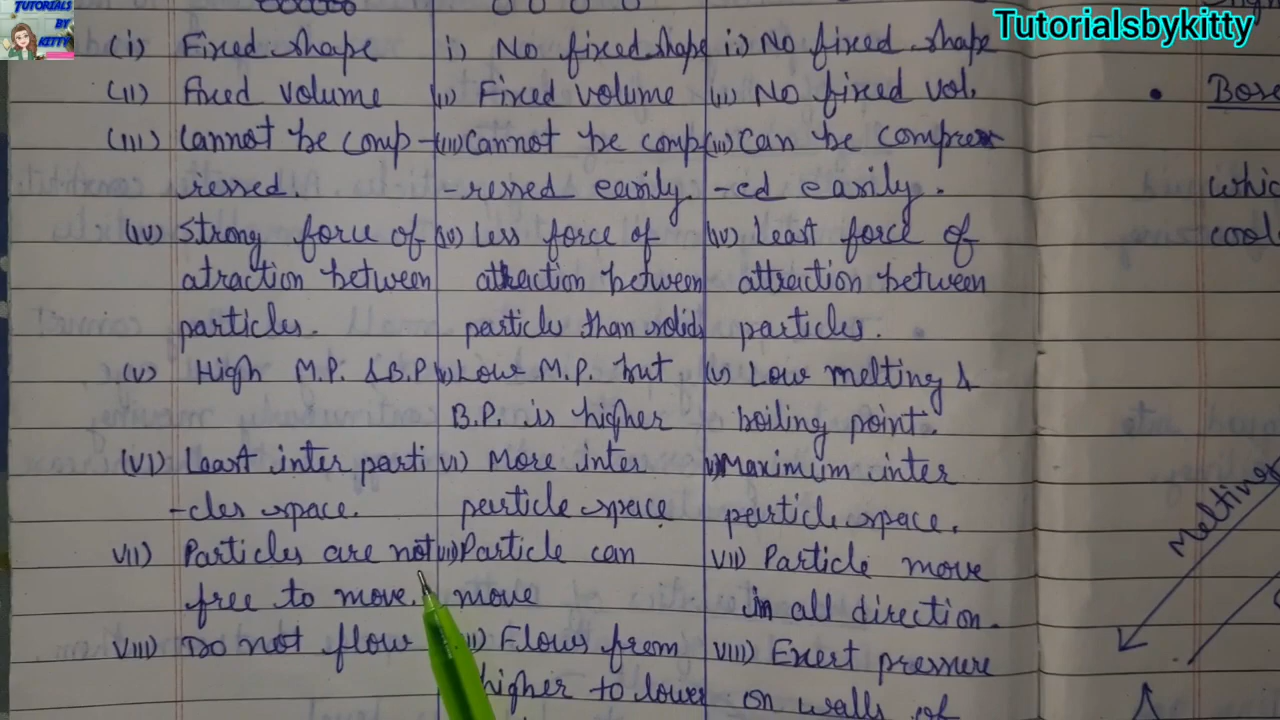 TUTORIALS
BY
KITTY
Tutorialsbykitty
(i) Fixed shape
(ii) Fixed volume
(iii) Cannot be comp-
ressed.
(iv) Strong force of
atraction between
particles.
(v) High M.P. & B.P
(vi) Least inter parti
-cles space.
vii) Particles are not
free to move.
viii) Do not flow
i) No fixed shape
(ii) Fixed volume
(iii) Cannot be comp
-ressed easily.
(iv) Less force of
attraction between
particle than solids
v) Low M.P. but
B.P. is higher
vi) More inter
particle space
vii) Particle can
move
Flows from
higher to lower
i) No fixed shape
(ii) No fixed vol.
(iii) Can be compress
-ed easily.
(iv) Least force of
attraction between
particles.
(v) Low melting &
boiling point.
vi) Maximum inter
particle space.
vii) Particle move
in all direction.
viii) Exert pressure
on walls of
Melting